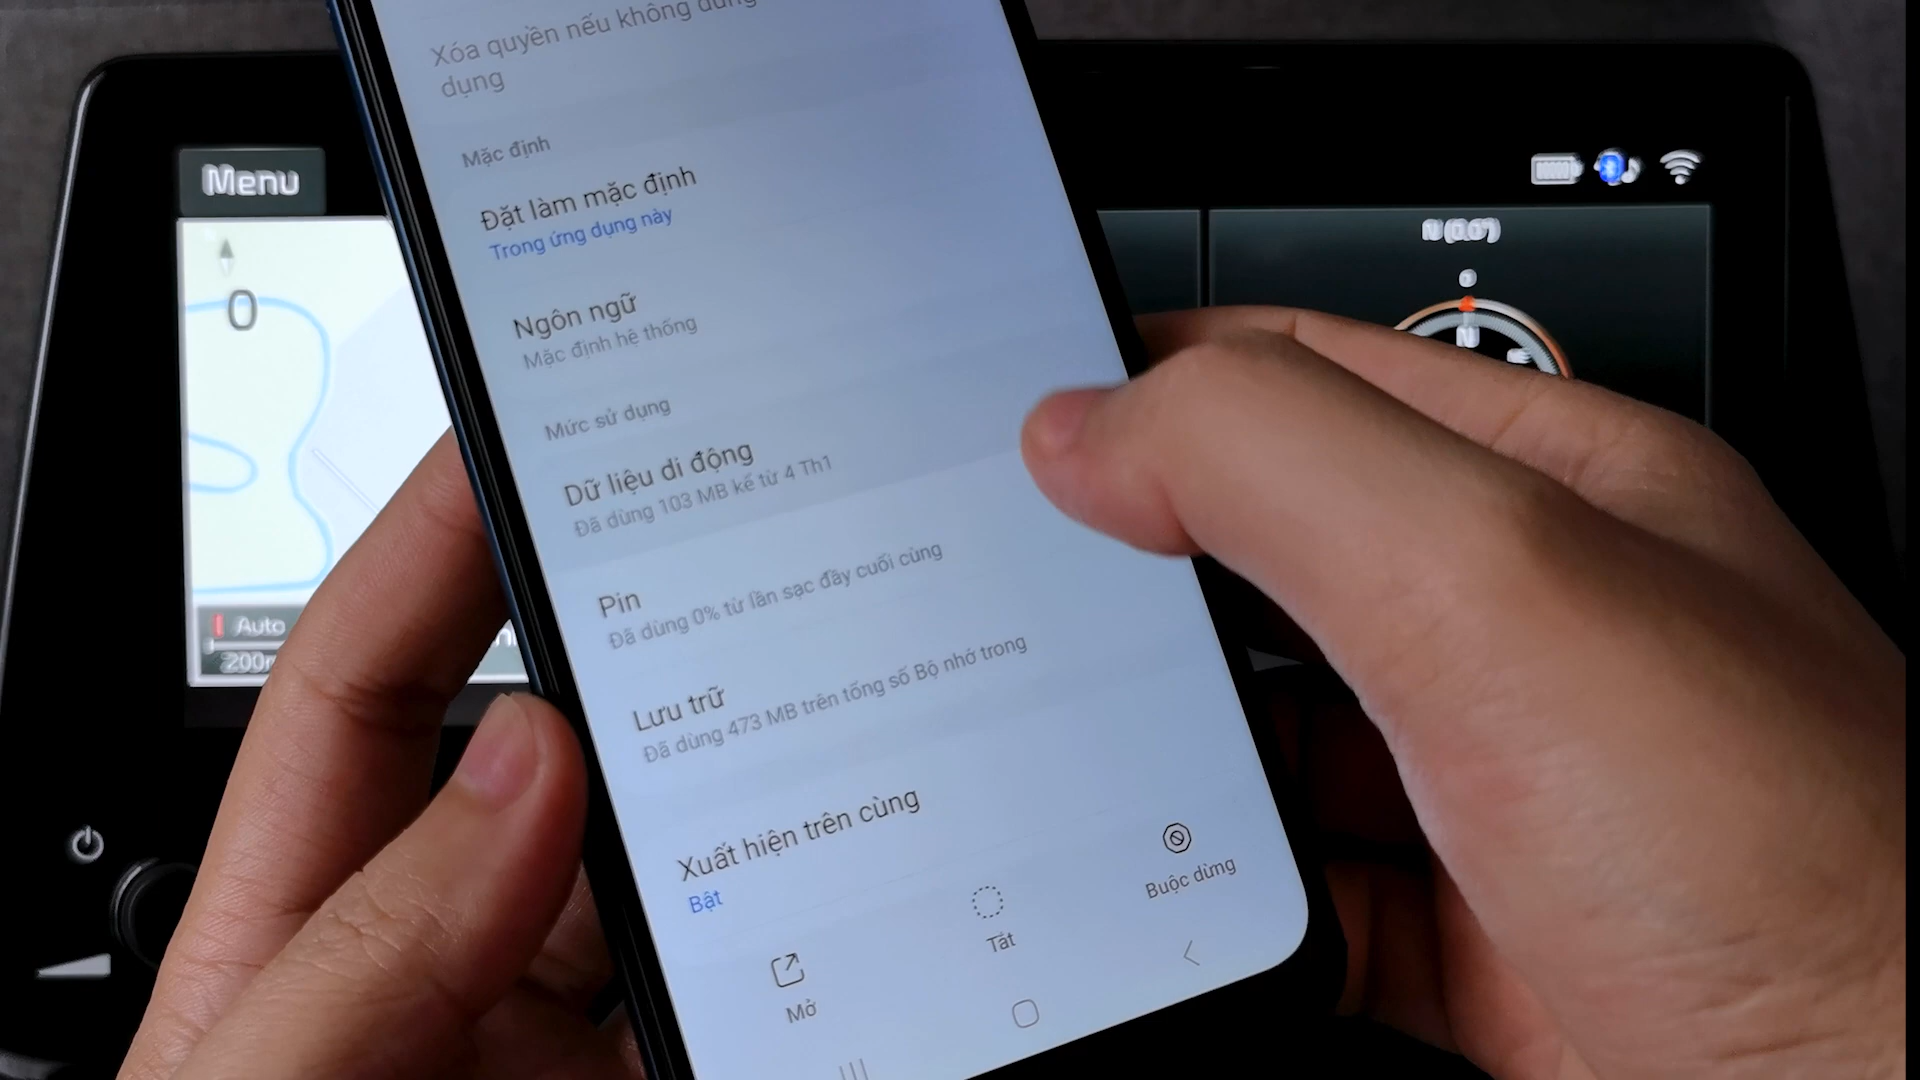 Xóa quyền nếu không dùng
dụng
Mặc định
Đặt làm mặc định
Trong ứng dụng này
Ngôn ngữ
Mặc định hệ thống
Mức sử dụng
Dữ liệu di động
Đã dùng 103 MB kể từ 4 Th1
Pin
Đã dùng 0% từ lần sạc đầy cuối cùng
Lưu trữ
Đã dùng 473 MB trên tổng số Bộ nhớ trong
Xuất hiện trên cùng
Bật
Mở
Tắt
Buộc dừng
Menu
0
Auto
N